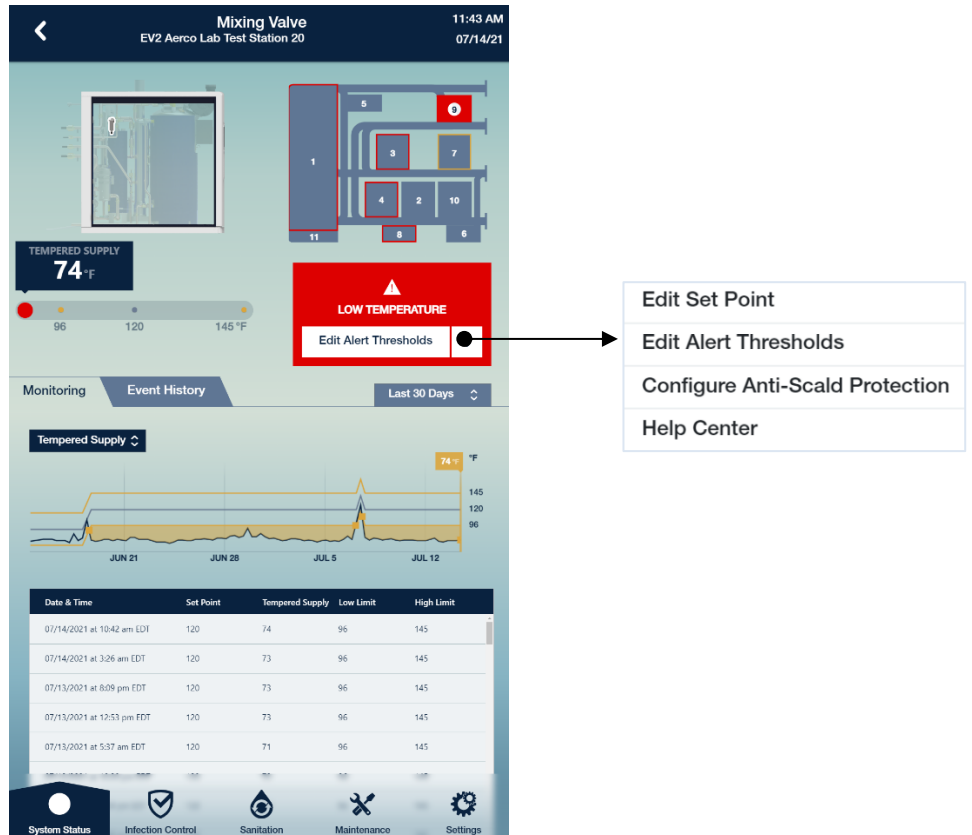 Mixing Valve
EV2 Aerco Lab Test Station 20
11:43 AM
07/14/21
5
9
1
3
7
4
2
10
11
8
6
TEMPERED SUPPLY
74 °F
96 120 145 °F
LOW TEMPERATURE
Edit Alert Thresholds
Edit Set Point
Edit Alert Thresholds
Configure Anti-Scald Protection
Help Center
Monitoring Event History Last 30 Days
Tempered Supply
74 °F °F
145
120
96
JUN 21 JUN 28 JUL 5 JUL 12
Date & Time Set Point Tempered Supply Low Limit High Limit
07/14/2021 at 10:42 am EDT 120 74 96 145
07/14/2021 at 3:26 am EDT 120 73 96 145
07/13/2021 at 8:09 pm EDT 120 73 96 145
07/13/2021 at 12:53 pm EDT 120 73 96 145
07/13/2021 at 5:37 am EDT 120 71 96 145
System Status Infection Control Sanitation Maintenance Settings